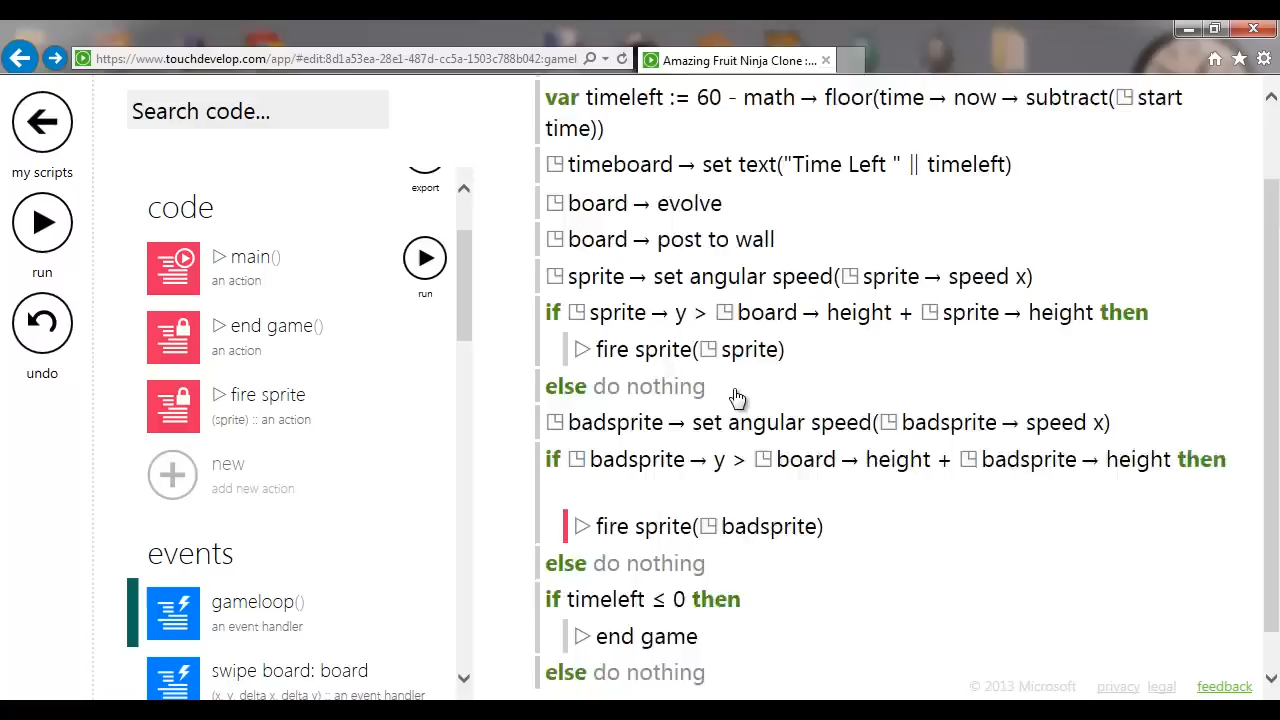 https://www.touchdevelop.com/app/#edit:8d1a53ea-28e1-487d-cc5a-1503c788b042:gamel
Amazing Fruit Ninja Clone :...
my scripts
run
undo
Search code...
export
code
main()
an action
run
end game()
an action
fire sprite
(sprite) :: an action
new
add new action
events
gameloop()
an event handler
swipe board: board
(x, y, delta x, delta y) :: an event handler
var timeleft := 60 - math → floor(time → now → subtract(start
time))
timeboard → set text("Time Left " || timeleft)
board → evolve
board → post to wall
sprite → set angular speed(sprite → speed x)
if sprite → y > board → height + sprite → height then
fire sprite(sprite)
else do nothing
badsprite → set angular speed(badsprite → speed x)
if badsprite → y > board → height + badsprite → height then
fire sprite(badsprite)
else do nothing
if timeleft ≤ 0 then
end game
else do nothing
© 2013 Microsoft privacy legal feedback